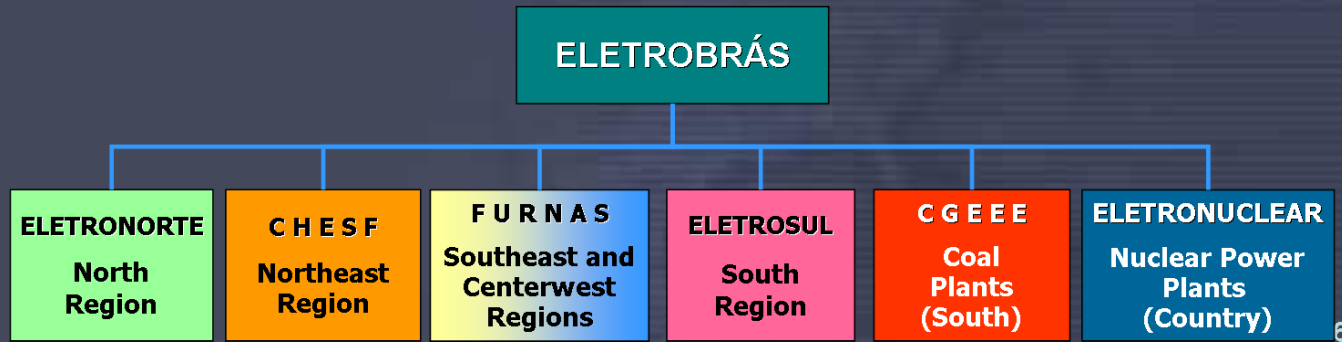 ELETROBRÁS
ELETRONORTE
North
Region
C H E S F
Northeast
Region
F U R N A S
Southeast and
Centerwest
Regions
ELETROSUL
South
Region
C G E E E
Coal
Plants
(South)
ELETRONUCLEAR
Nuclear Power
Plants
(Country)